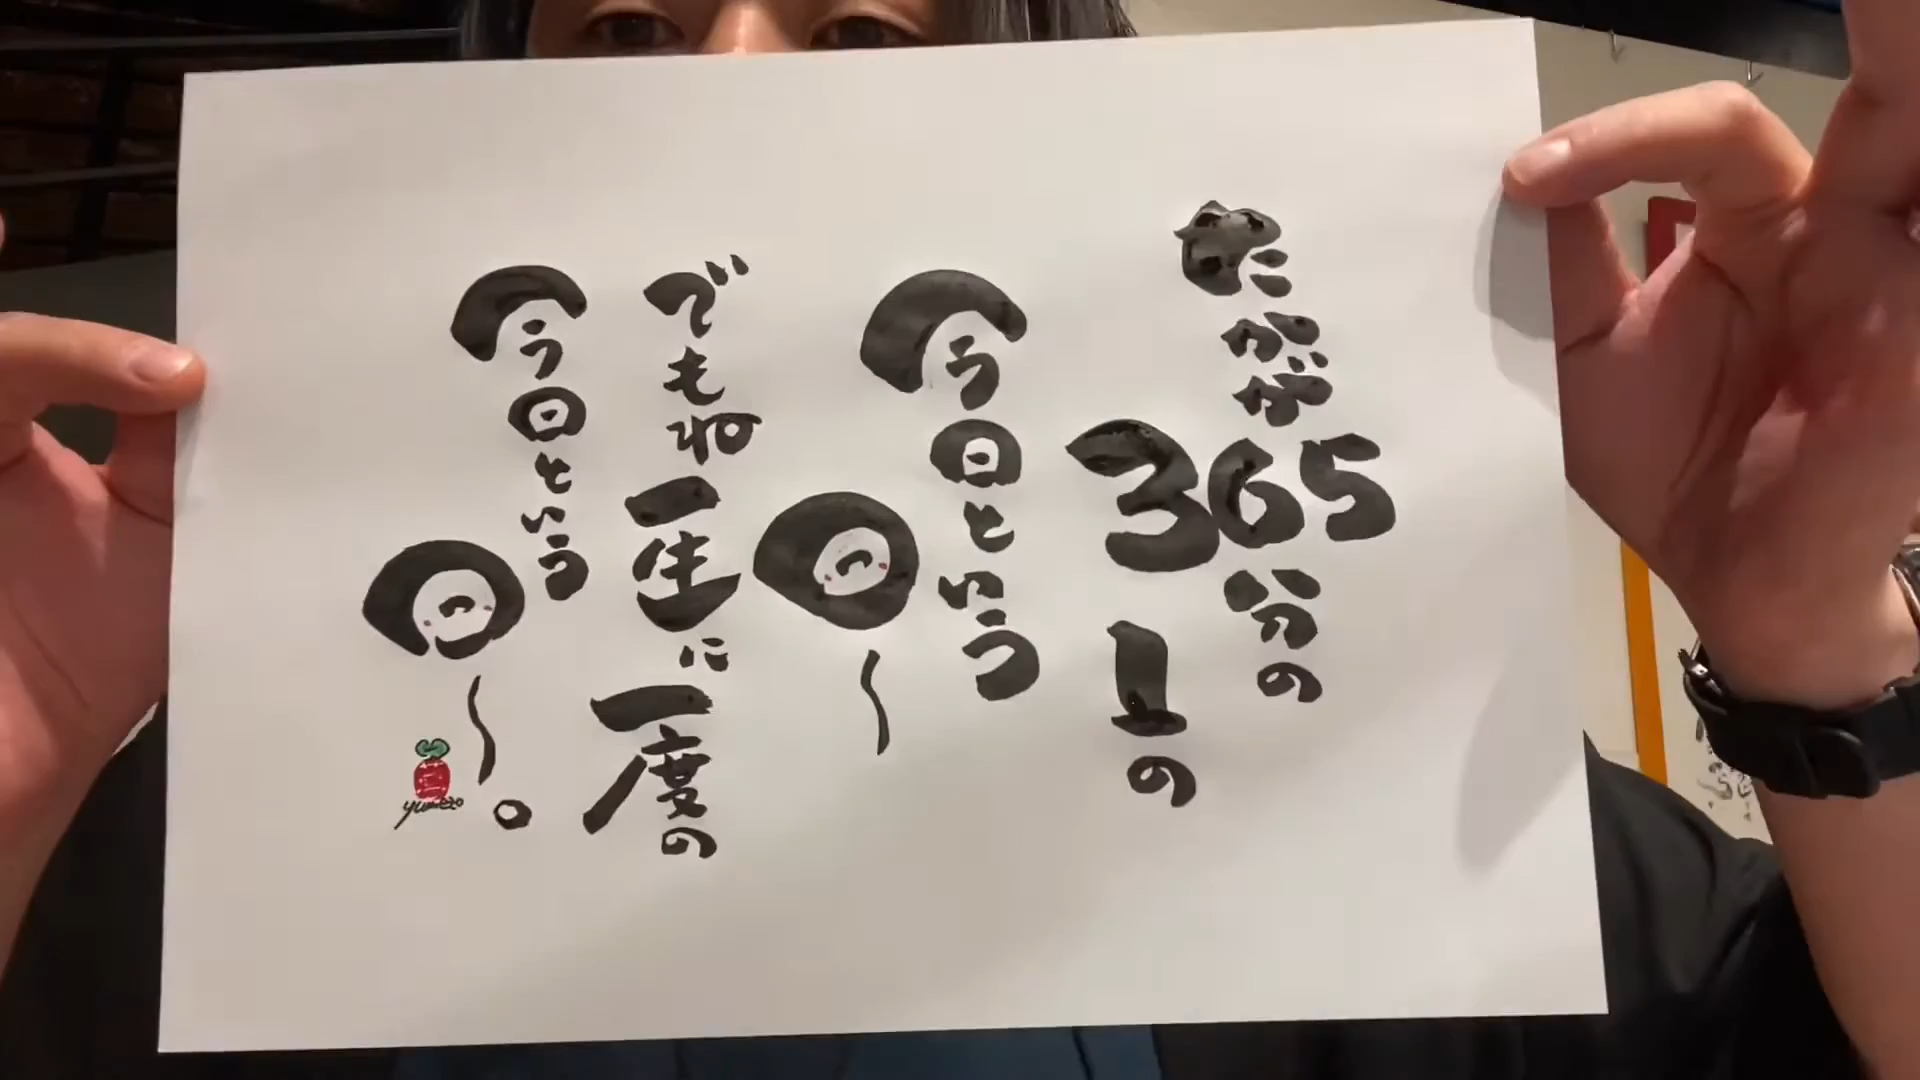 たかが
365分の
1の
今日という
日〜
でもね
一生に
一度の
今日という
日〜。
yumezo